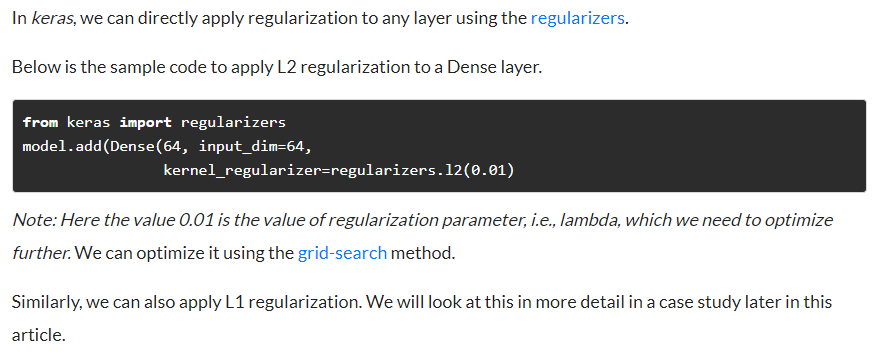 In keras, we can directly apply regularization to any layer using the regularizers.
Below is the sample code to apply L2 regularization to a Dense layer.
from keras import regularizers
model.add(Dense(64, input_dim=64,
kernel_regularizer=regularizers.l2(0.01)
Note: Here the value 0.01 is the value of regularization parameter, i.e., lambda, which we need to optimize
further. We can optimize it using the grid-search method.
Similarly, we can also apply L1 regularization. We will look at this in more detail in a case study later in this
article.